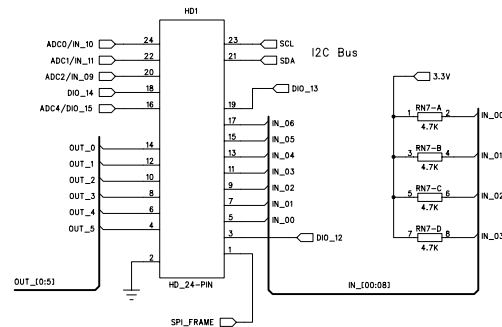 HD1
ADC0/IN_10 24 23 SCL
I2C Bus
ADC1/IN_11 22 21 SDA
ADC2/IN_09 20
DIO_14 18 19 DIO_13
ADC4/DIO_15 16 17 IN_06
OUT_0 14 15 IN_05
OUT_1 12 13 IN_04
OUT_2 10 11 IN_03
OUT_3 8 9 IN_02
OUT_4 6 7 IN_01
OUT_5 4 5 IN_00
3 DIO_12
2 1
HD_24-PIN
OUT_[0:5]
SPI_FRAME
IN_[00:08]
3.3V
1 RN7-A 2 IN_00
4.7K
3 RN7-B 4 IN_01
4.7K
5 RN7-C 6 IN_02
4.7K
7 RN7-D 8 IN_03
4.7K